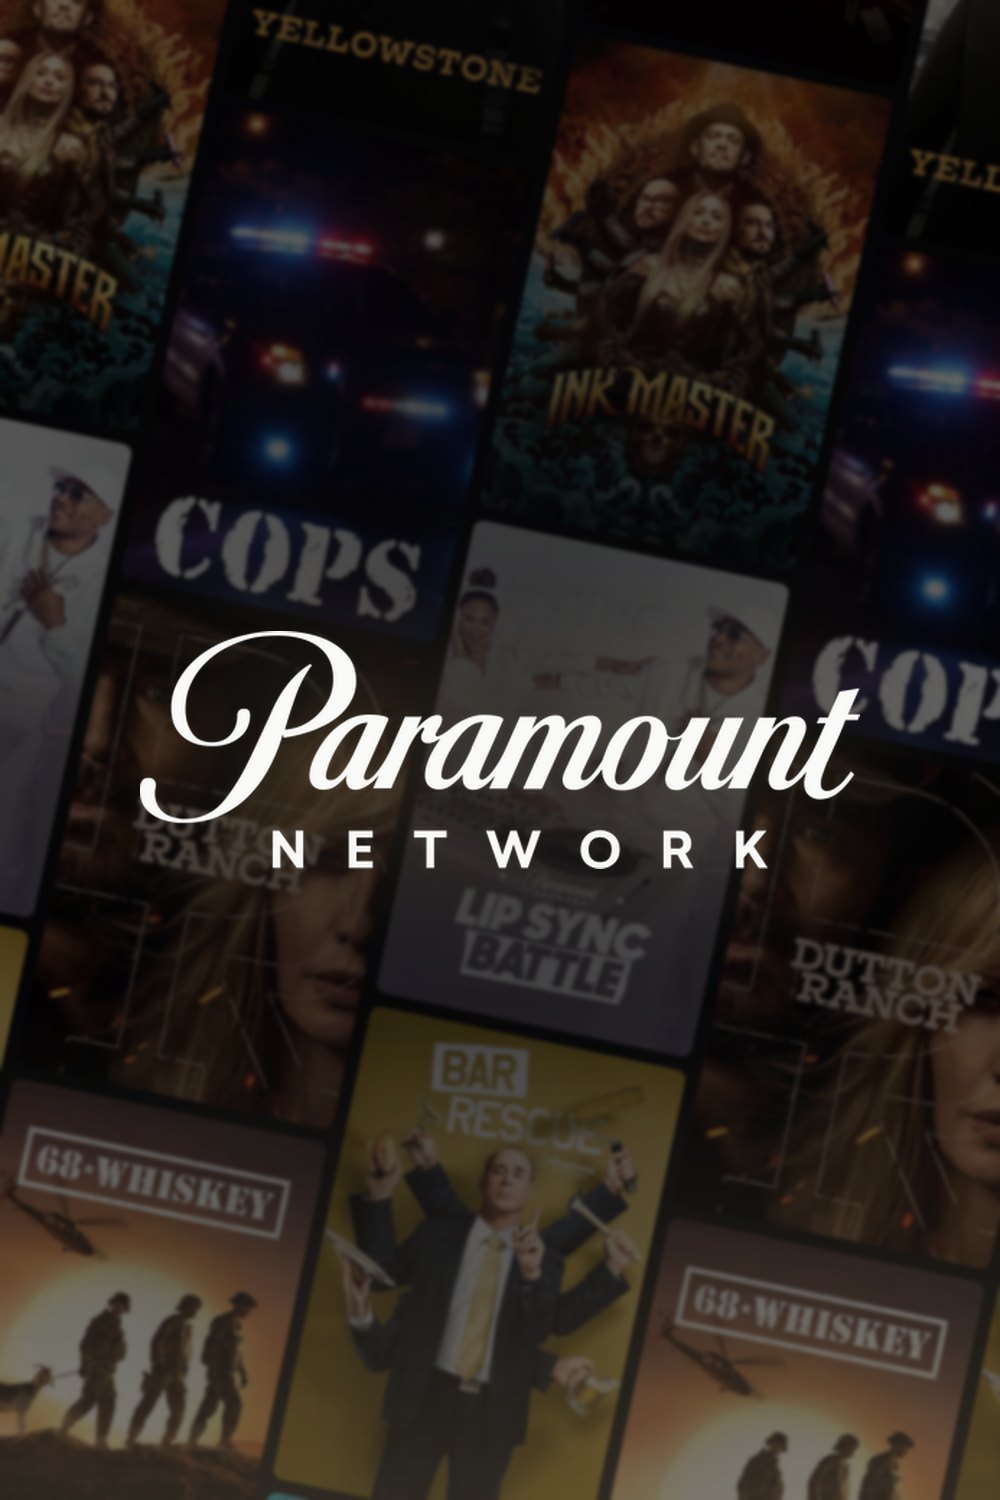 YELLOWSTONE
YELL
MASTER
INK MASTER
COPS
COP
Paramount
NETWORK
DUTTON
RANCH
LIP SYNC
BATTLE
DUTTON
RANCH
BAR
RESCUE
68-WHISKEY
68-WHISKEY